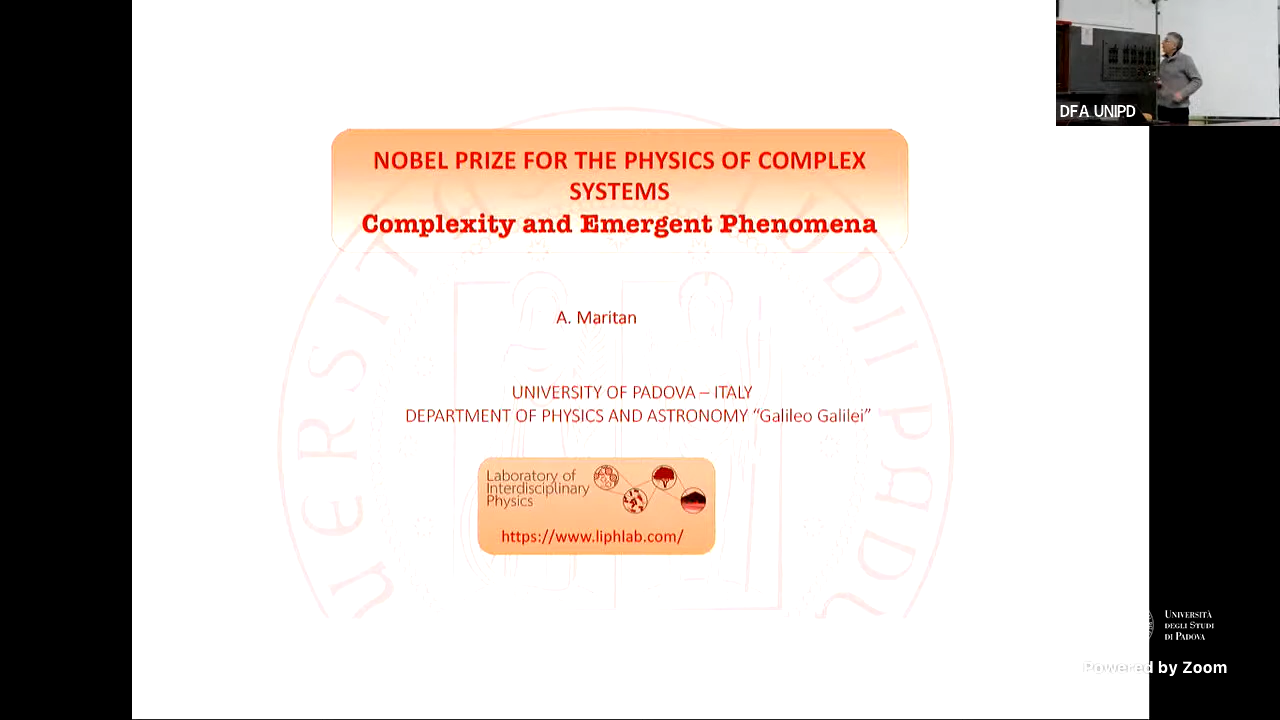 NOBEL PRIZE FOR THE PHYSICS OF COMPLEX
SYSTEMS
Complexity and Emergent Phenomena
A. Maritan
UNIVERSITY OF PADOVA – ITALY
DEPARTMENT OF PHYSICS AND ASTRONOMY “Galileo Galilei”
Laboratory of
Interdisciplinary
Physics
https://www.liphlab.com/
DFA UNIPD
UNIVERSITÀ
DEGLI STUDI
DI PADOVA
Powered by Zoom